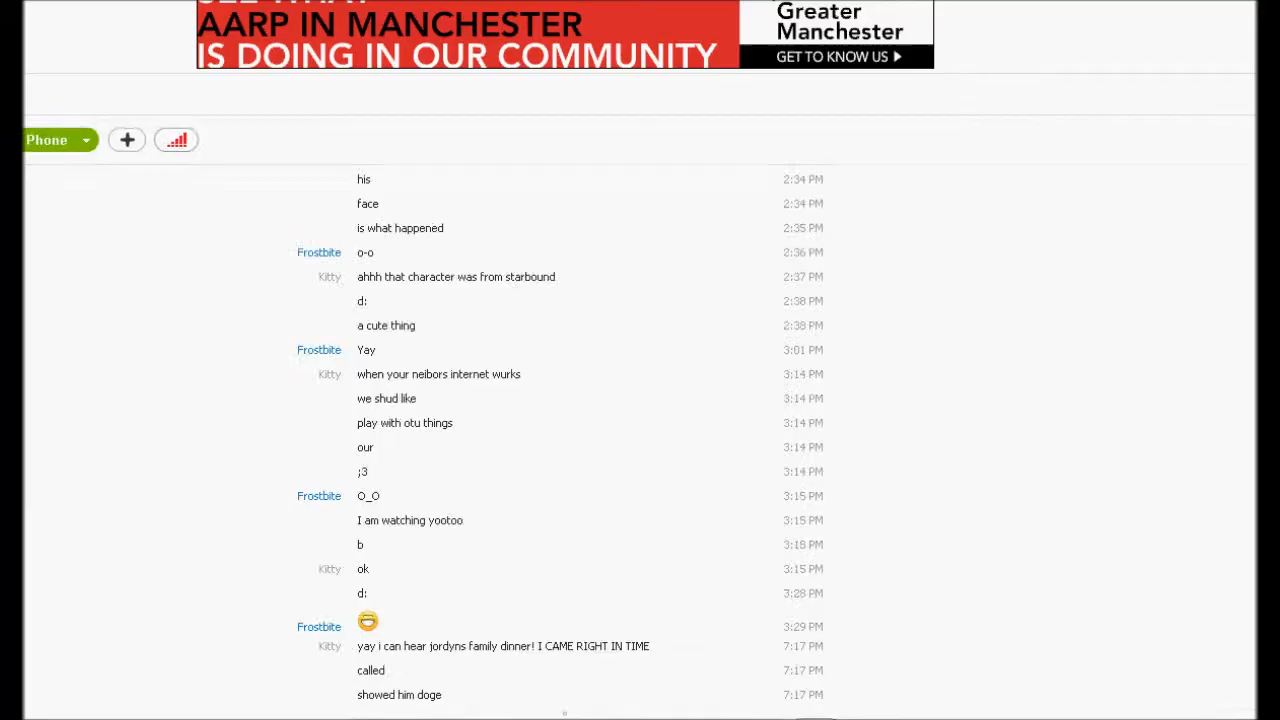 SEE WHAT
AARP IN MANCHESTER
IS DOING IN OUR COMMUNITY
Greater
Manchester
GET TO KNOW US
Phone
his 2:34 PM
face 2:34 PM
is what happened 2:35 PM
Frostbite o-o 2:36 PM
Kitty ahhh that character was from starbound 2:37 PM
d: 2:38 PM
a cute thing 2:38 PM
Frostbite Yay 3:01 PM
Kitty when your neibors internet wurks 3:14 PM
we shud like 3:14 PM
play with otu things 3:14 PM
our 3:14 PM
;3 3:14 PM
Frostbite O_O 3:15 PM
I am watching yootoo 3:15 PM
b 3:18 PM
Kitty ok 3:15 PM
d: 3:28 PM
Frostbite 3:29 PM
Kitty yay i can hear jordyns family dinner! I CAME RIGHT IN TIME 7:17 PM
called 7:17 PM
showed him doge 7:17 PM